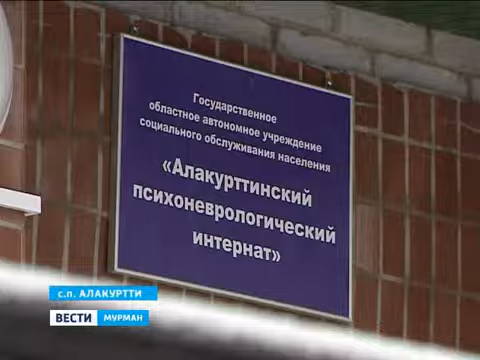 Государственное
областное автономное учреждение
социального обслуживания населения
«Алакурттинский
психоневрологический
интернат»
с.п. АЛАКУРТТИ
ВЕСТИ МУРМАН